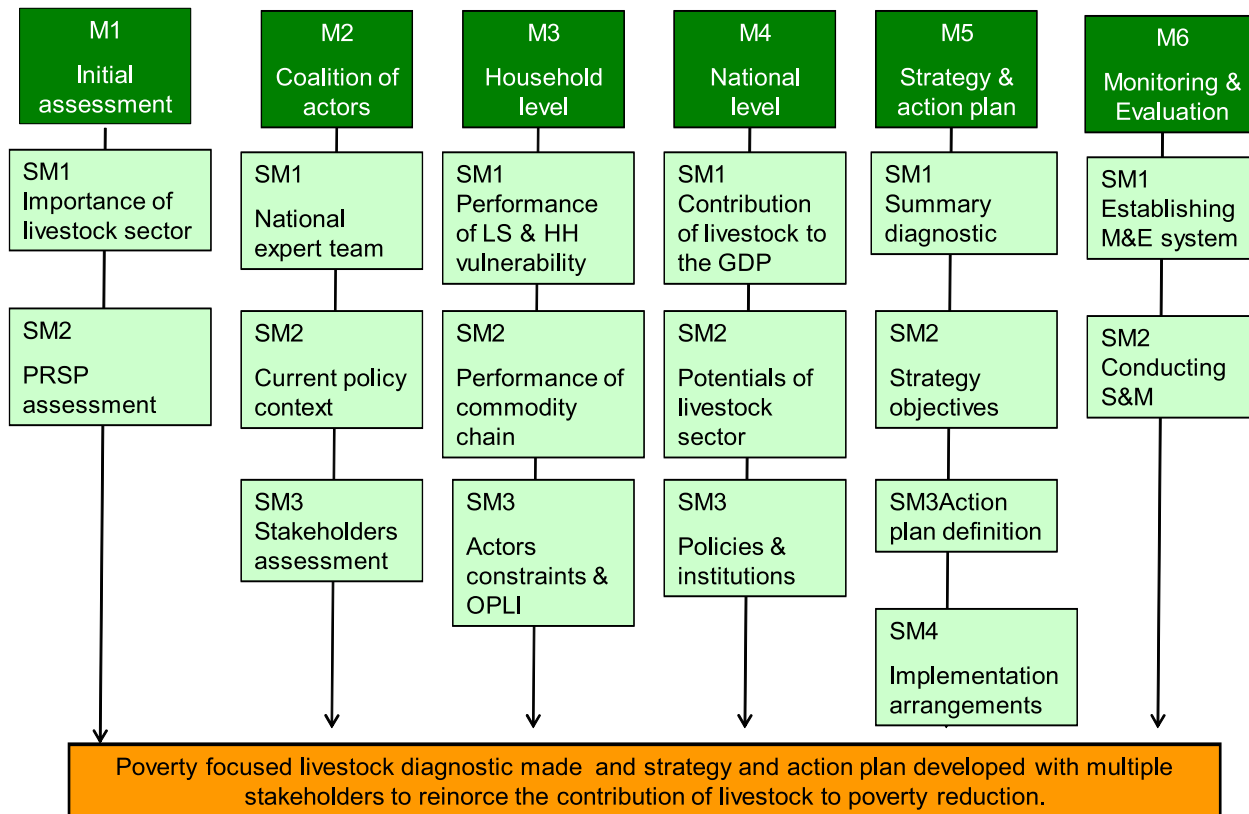 M1
Initial
assessment
SM1
Importance of
livestock sector
SM2
PRSP
assessment
M2
Coalition of
actors
SM1
National
expert team
SM2
Current policy
context
SM3
Stakeholders
assessment
M3
Household
level
SM1
Performance
of LS & HH
vulnerability
SM2
Performance of
commodity
chain
SM3
Actors
constraints &
OPLI
M4
National
level
SM1
Contribution
of livestock to
the GDP
SM2
Potentials of
livestock
sector
SM3
Policies &
institutions
M5
Strategy &
action plan
SM1
Summary
diagnostic
SM2
Strategy
objectives
SM3Action
plan definition
SM4
Implementation
arrangements
M6
Monitoring &
Evaluation
SM1
Establishing
M&E system
SM2
Conducting
S&M
Poverty focused livestock diagnostic made and strategy and action plan developed with multiple
stakeholders to reinorce the contribution of livestock to poverty reduction.